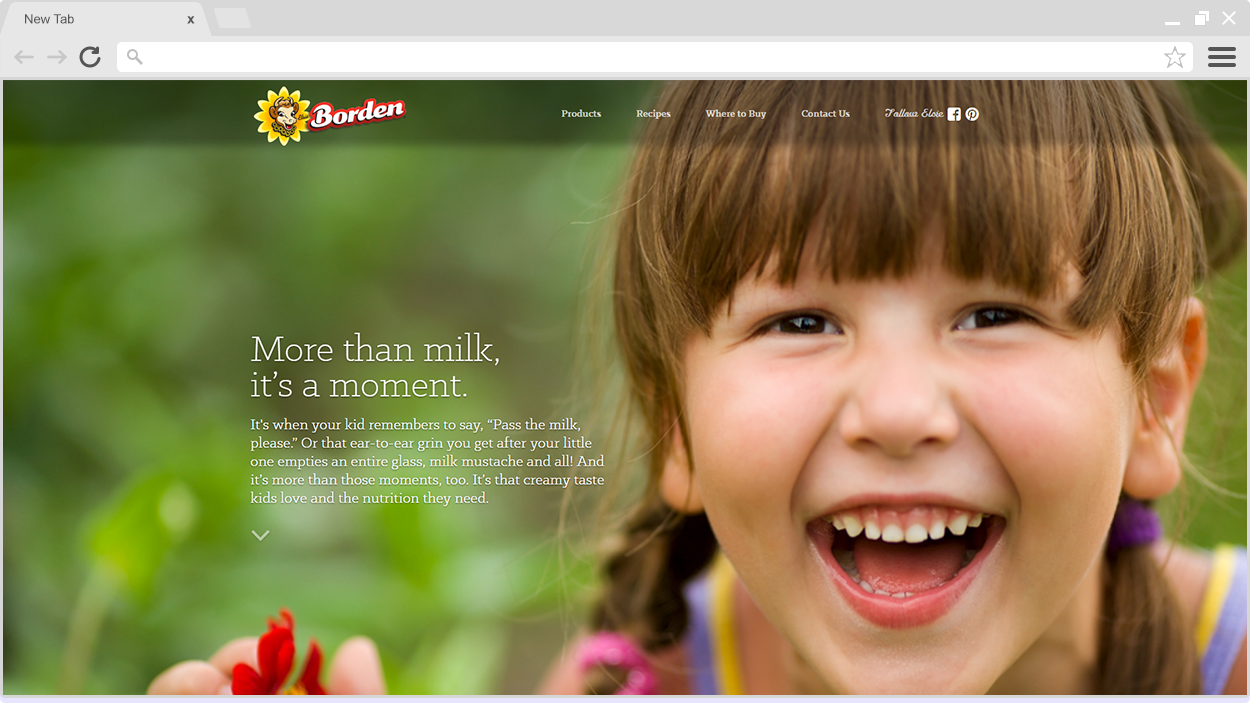 New Tab x
Borden
Products Recipes Where to Buy Contact Us Follow Elsie
More than milk,
it’s a moment.
It’s when your kid remembers to say, “Pass the milk,
please.” Or that ear-to-ear grin you get after your little
one empties an entire glass, milk mustache and all! And
it’s more than those moments, too. It’s that creamy taste
kids love and the nutrition they need.